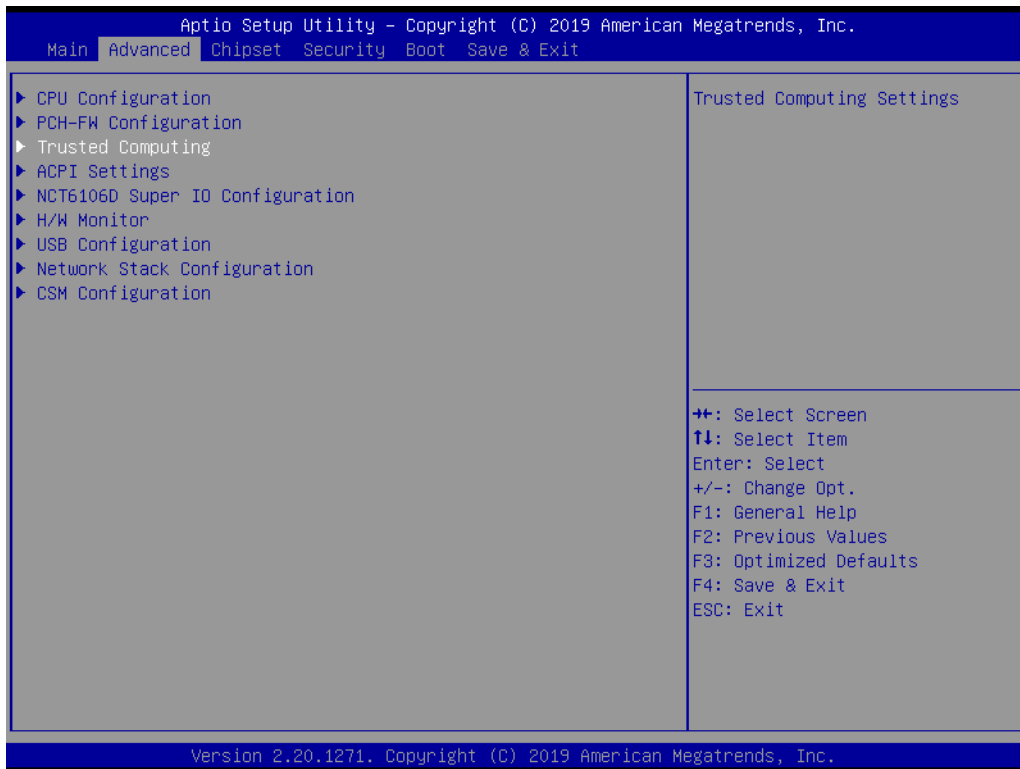 Aptio Setup Utility – Copyright (C) 2019 American Megatrends, Inc.
Main Advanced Chipset Security Boot Save & Exit
► CPU Configuration
► PCH-FW Configuration
► Trusted Computing
► ACPI Settings
► NCT6106D Super IO Configuration
► H/W Monitor
► USB Configuration
► Network Stack Configuration
► CSM Configuration
Trusted Computing Settings
→←: Select Screen
↑↓: Select Item
Enter: Select
+/-: Change Opt.
F1: General Help
F2: Previous Values
F3: Optimized Defaults
F4: Save & Exit
ESC: Exit
Version 2.20.1271. Copyright (C) 2019 American Megatrends, Inc.